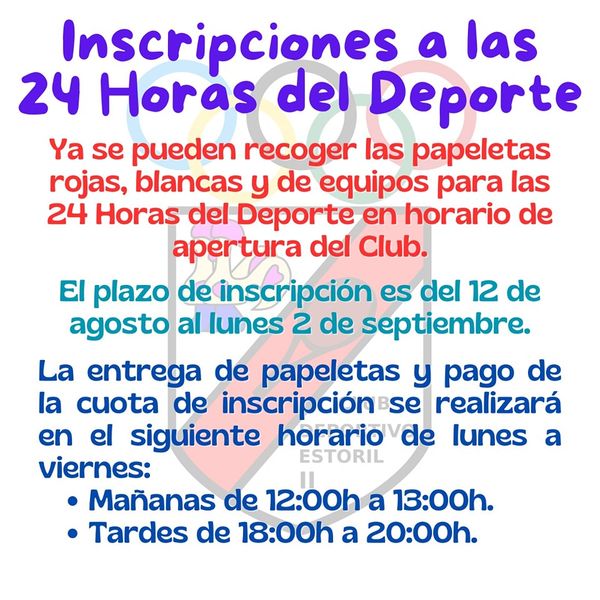 Inscripciones a las
24 Horas del Deporte
Ya se pueden recoger las papeletas
rojas, blancas y de equipos para las
24 Horas del Deporte en horario de
apertura del Club.
El plazo de inscripción es del 12 de
agosto al lunes 2 de septiembre.
La entrega de papeletas y pago de
la cuota de inscripción se realizará
en el siguiente horario de lunes a
viernes:
• Mañanas de 12:00h a 13:00h.
• Tardes de 18:00h a 20:00h.
DEPORTIVO
ESTORIL
II